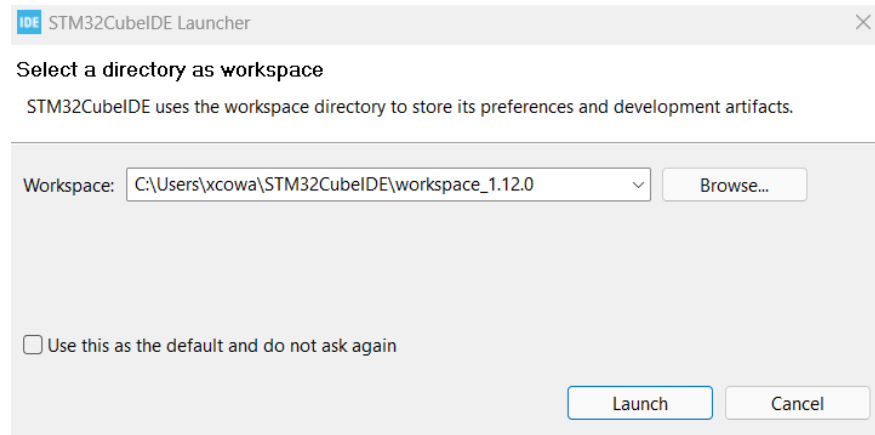 IDE STM32CubeIDE Launcher
Select a directory as workspace
STM32CubeIDE uses the workspace directory to store its preferences and development artifacts.
Workspace: C:\Users\xcowa\STM32CubeIDE\workspace_1.12.0 Browse...
Use this as the default and do not ask again
Launch Cancel